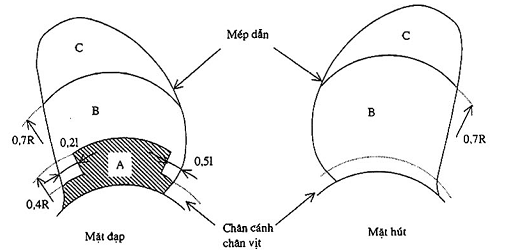 C
C
Mép dẫn
B
B
0,7R
0,7R
0,2l
A
0,5l
0,4R
Chân cánh
chân vịt
Mặt đạp
Mặt hút